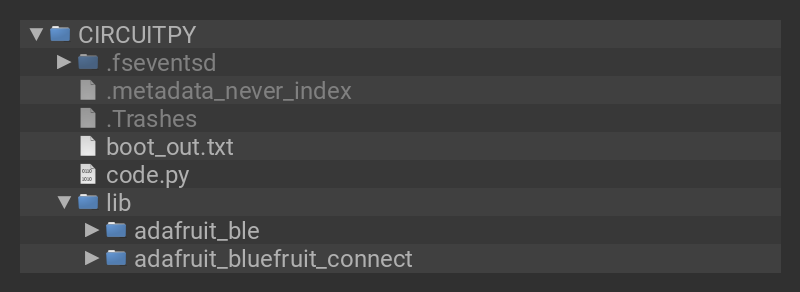 CIRCUITPY
.fseventsd
.metadata_never_index
.Trashes
boot_out.txt
code.py
lib
adafruit_ble
adafruit_bluefruit_connect